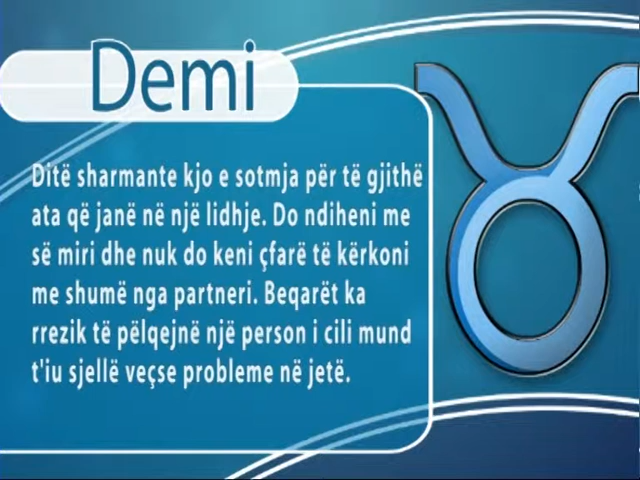 Demi
Ditë sharmante kjo e sotmja për të gjithë
ata që janë në një lidhje. Do ndiheni me
së miri dhe nuk do keni çfarë të kërkoni
me shumë nga partneri. Beqarët ka
rrezik të pëlqejnë një person i cili mund
t'iu sjellë veçse probleme në jetë.